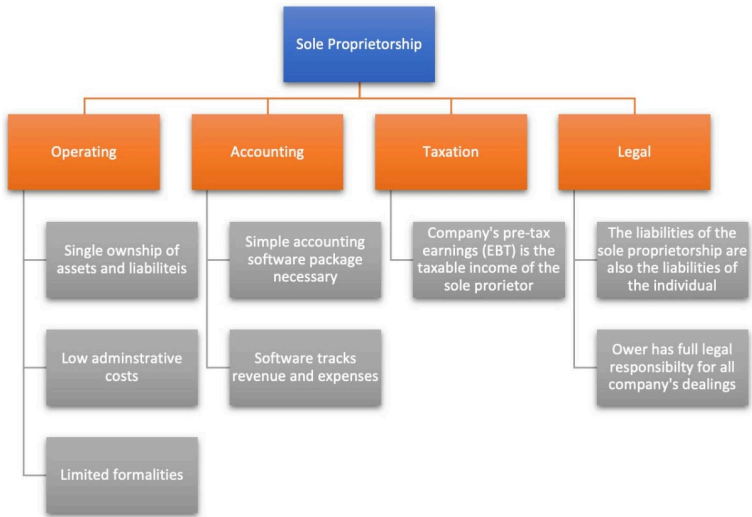 Sole Proprietorship
Operating
Accounting
Taxation
Legal
Single ownship of
assets and liabiliteis
Low adminstrative
costs
Limited formalities
Simple accounting
software package
necessary
Software tracks
revenue and expenses
Company's pre-tax
earnings (EBT) is the
taxable income of the
sole prorietor
The liabilities of the
sole proprietorship are
also the liabilities of
the individual
Ower has full legal
responsibilty for all
company's dealings